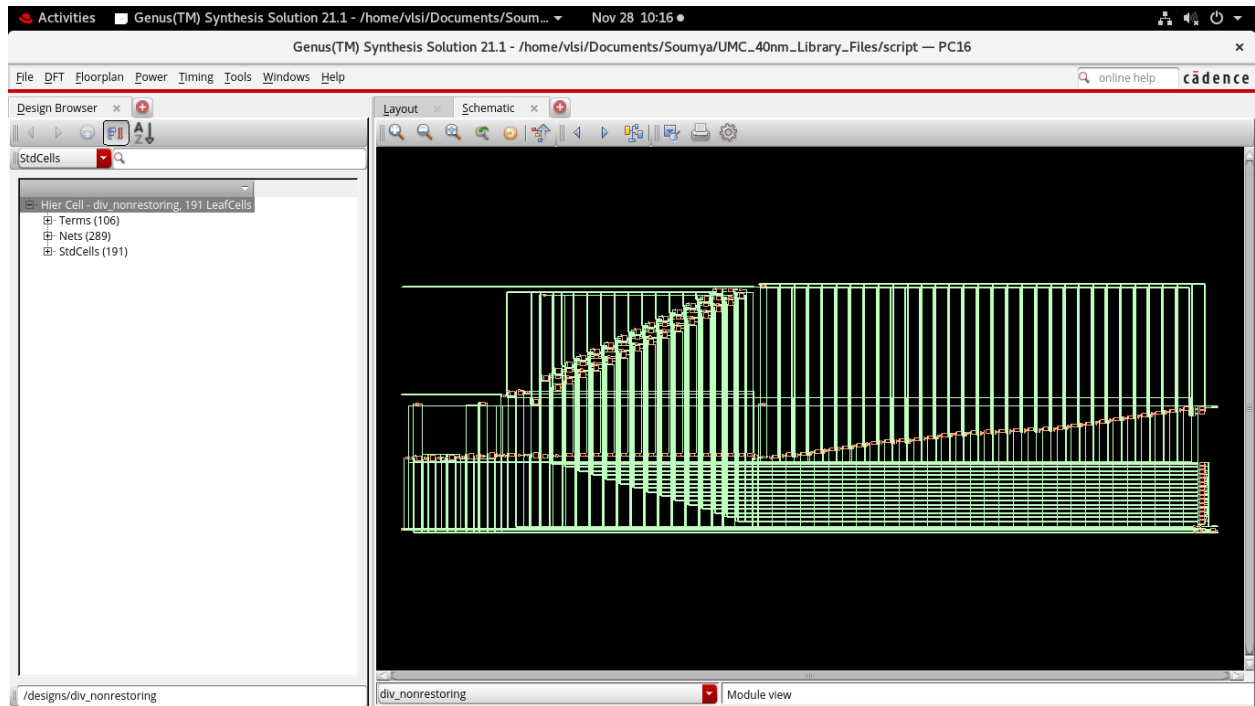 Activities Genus(TM) Synthesis Solution 21.1 - /home/vlsi/Documents/Soum... Nov 28 10:16
Genus(TM) Synthesis Solution 21.1 - /home/vlsi/Documents/Soumya/UMC_40nm_Library_Files/script — PC16
File DFT Floorplan Power Timing Tools Windows Help online help cādence
Design Browser Layout Schematic
StdCells
Hier Cell - div_nonrestoring, 191 LeafCells
Terms (106)
Nets (289)
StdCells (191)
/designs/div_nonrestoring div_nonrestoring Module view